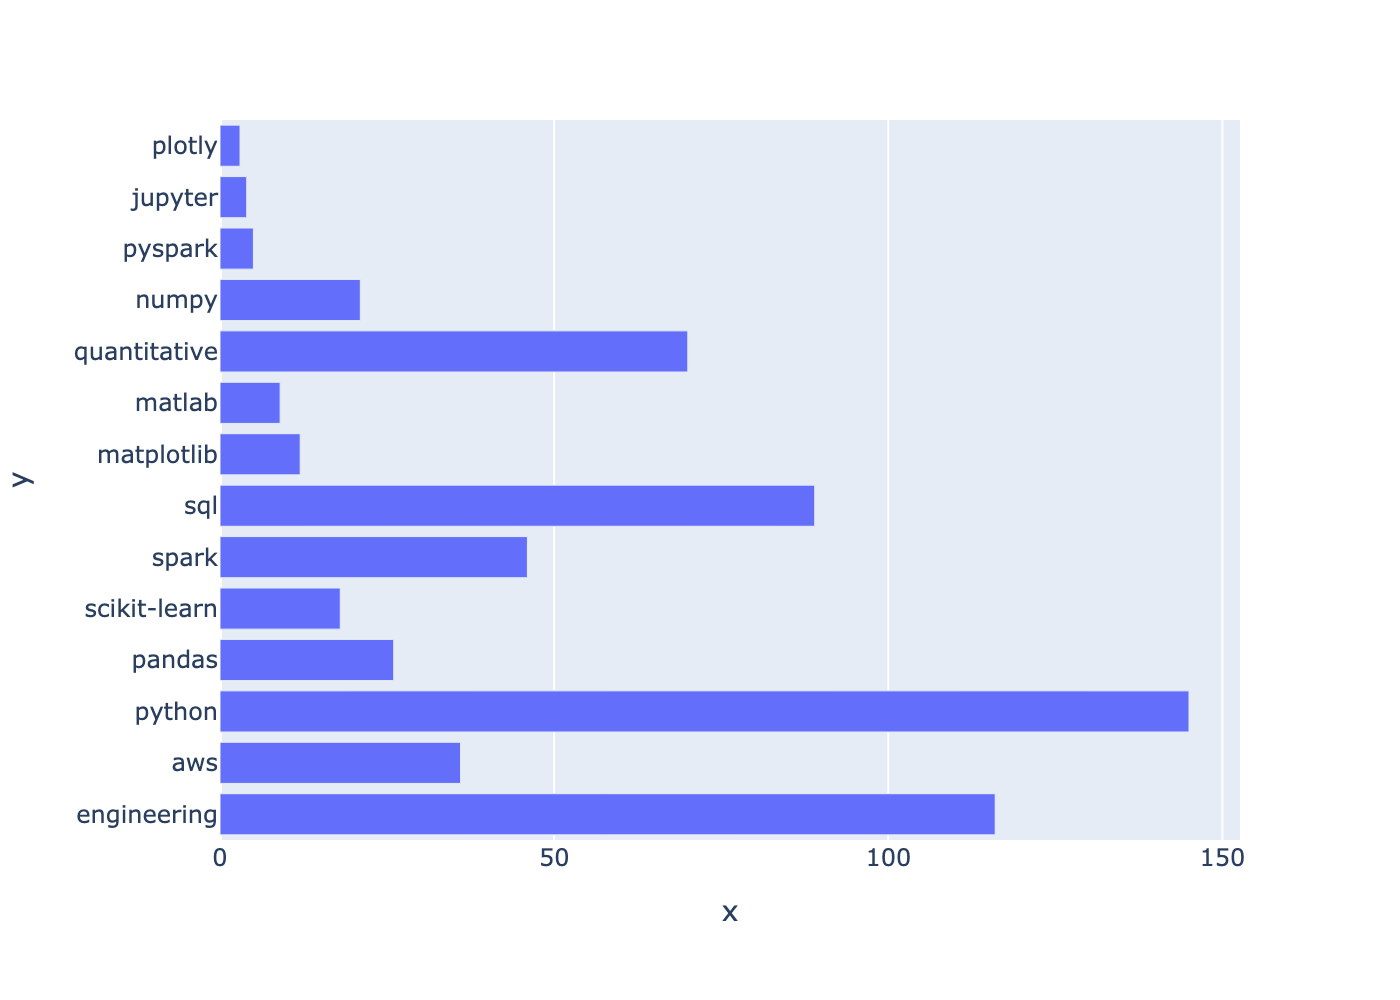 plotly
jupyter
pyspark
numpy
quantitative
matlab
matplotlib
sql
spark
scikit-learn
pandas
python
aws
engineering
y
0 50 100 150
x